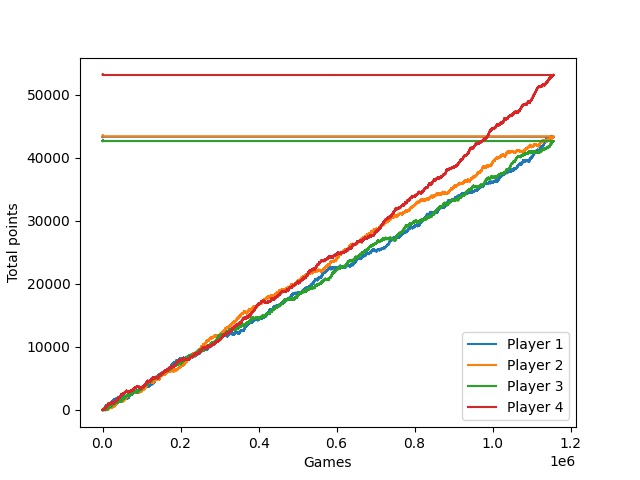 50000
40000
30000
20000
10000
0
Total points
0.0 0.2 0.4 0.6 0.8 1.0 1.2
1e6
Games
Player 1
Player 2
Player 3
Player 4